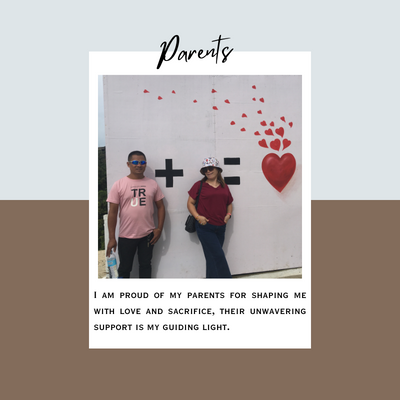 Parents
+ =
TR
UE
I am proud of my parents for shaping me
with love and sacrifice, their unwavering
support is my guiding light.